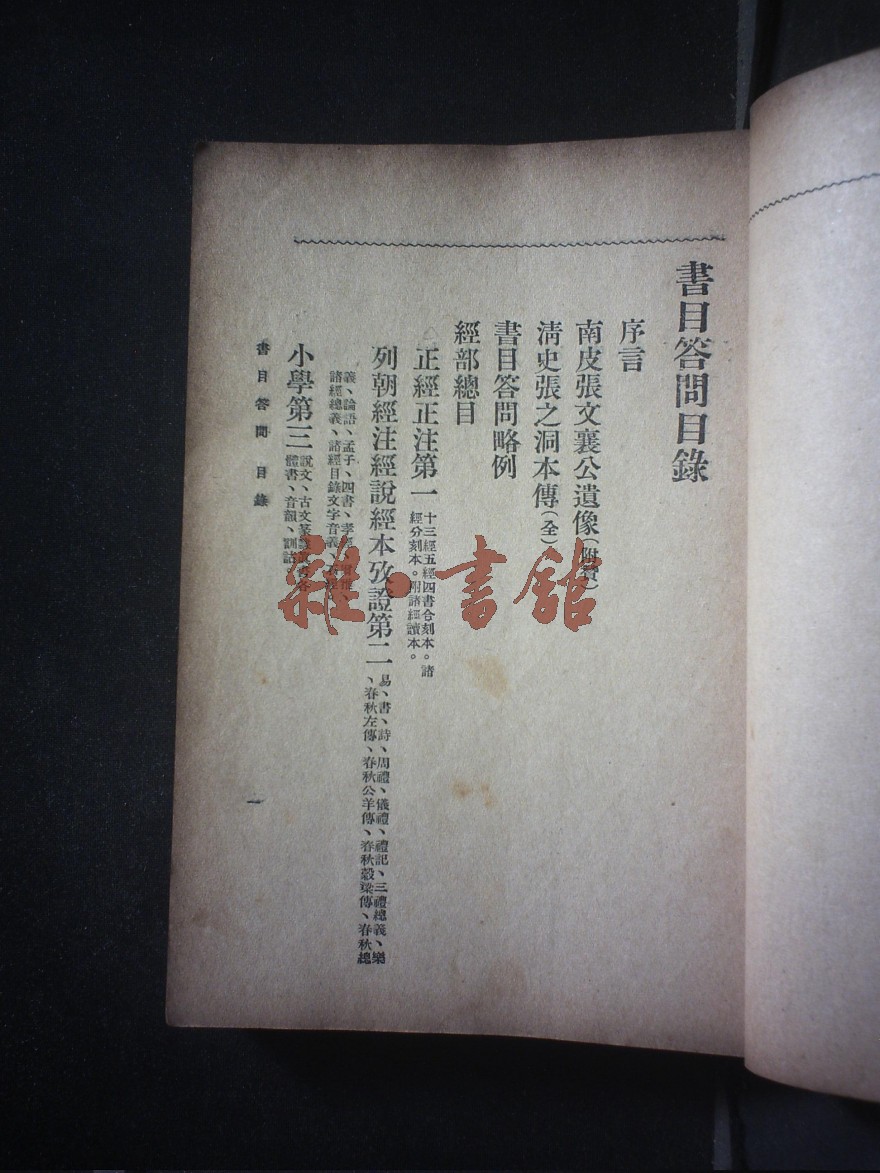 書目答問目錄
序言
南皮張文襄公遺像（附贊）
清史張之洞本傳（全）
書目答問略例
經部總目
正經正注第一
十三經五經四書合刻本。諸
經分刻本。附諸經讀本。
列朝經注經說經本攷證第二
易、書、詩、周禮、儀禮、禮記、三禮總義、樂
、春秋左傳、春秋公羊傳、春秋穀梁傳、春秋總
義、論語、孟子、四書、孝
諸經總義、諸經目錄文字音義、
小學第三
說文、古文篆
體書、音韻、訓詁。
書目答問 目錄
一
雜·書館